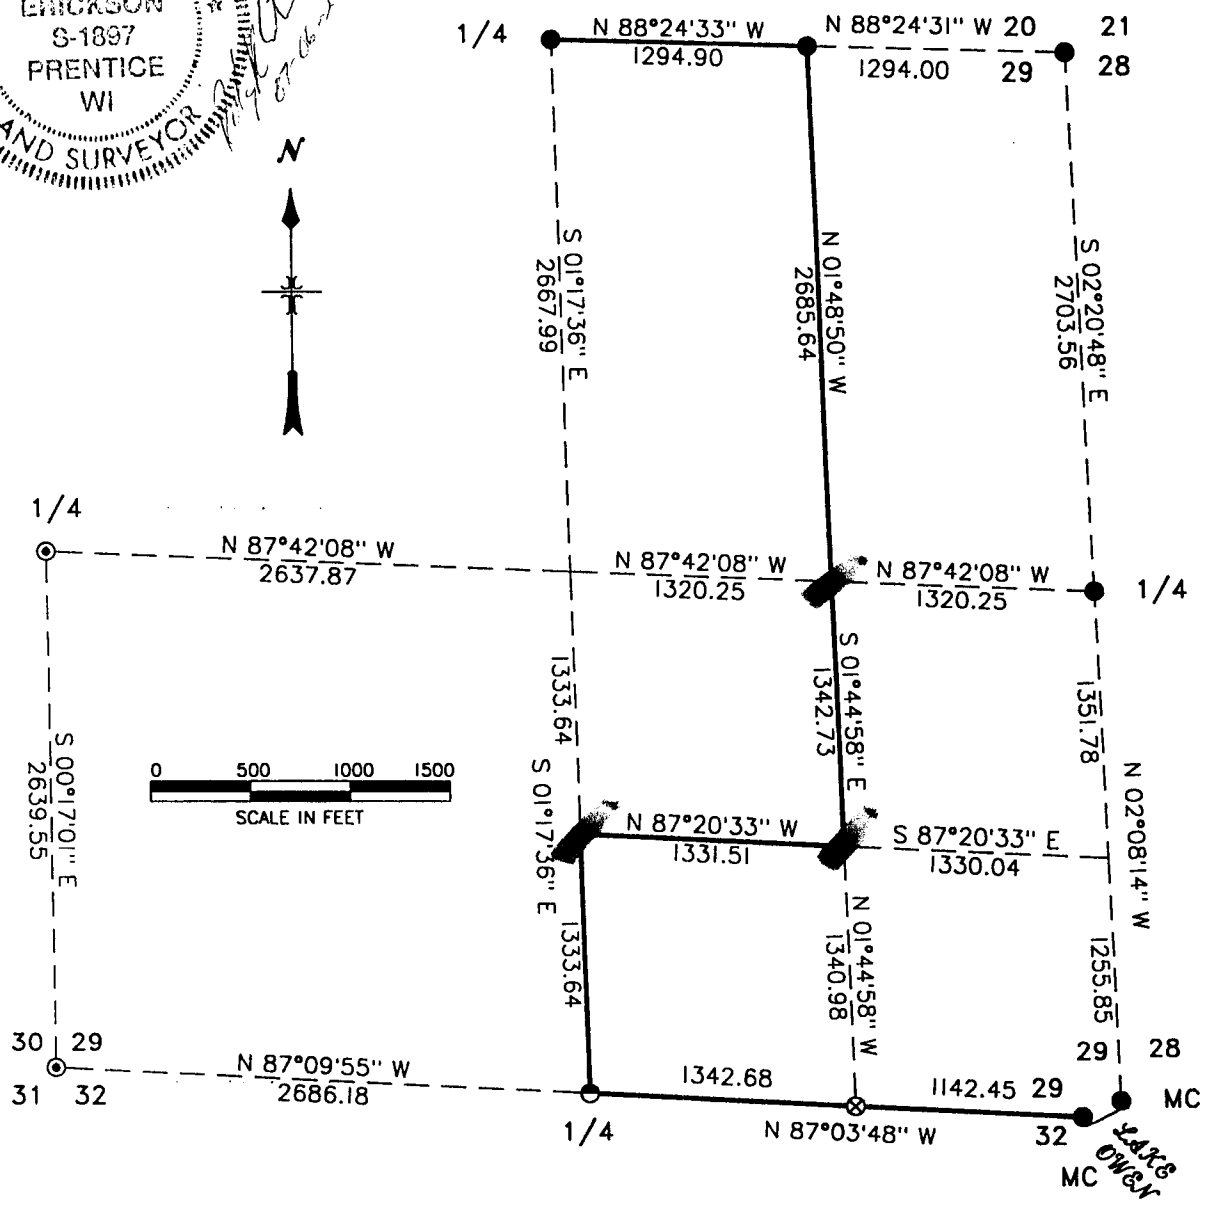 ERICKSON
S-1897
PRENTICE
WI
AND SURVEYOR
N
1/4
N 88°24'33" W
1294.90
N 88°24'31" W
1294.00
20
21
29
28
S 01°17'36" E
2667.99
N 01°48'50" W
2685.64
S 02°20'48" E
2703.56
1/4
N 87°42'08" W
2637.87
N 87°42'08" W
1320.25
N 87°42'08" W
1320.25
1/4
S 00°17'01" E
2639.55
0 500 1000 1500
SCALE IN FEET
1333.64
S 01°17'36" E
S 01°44'58" E
1342.73
1351.78
N 02°08'14" W
N 87°20'33" W
1331.51
S 87°20'33" E
1330.04
1333.64
N 01°44'58" W
1340.98
1255.85
30
29
31
32
N 87°09'55" W
2686.18
1/4
1342.68
N 87°03'48" W
1142.45
29
32
29
28
MC
MC
LAKE
OWEN